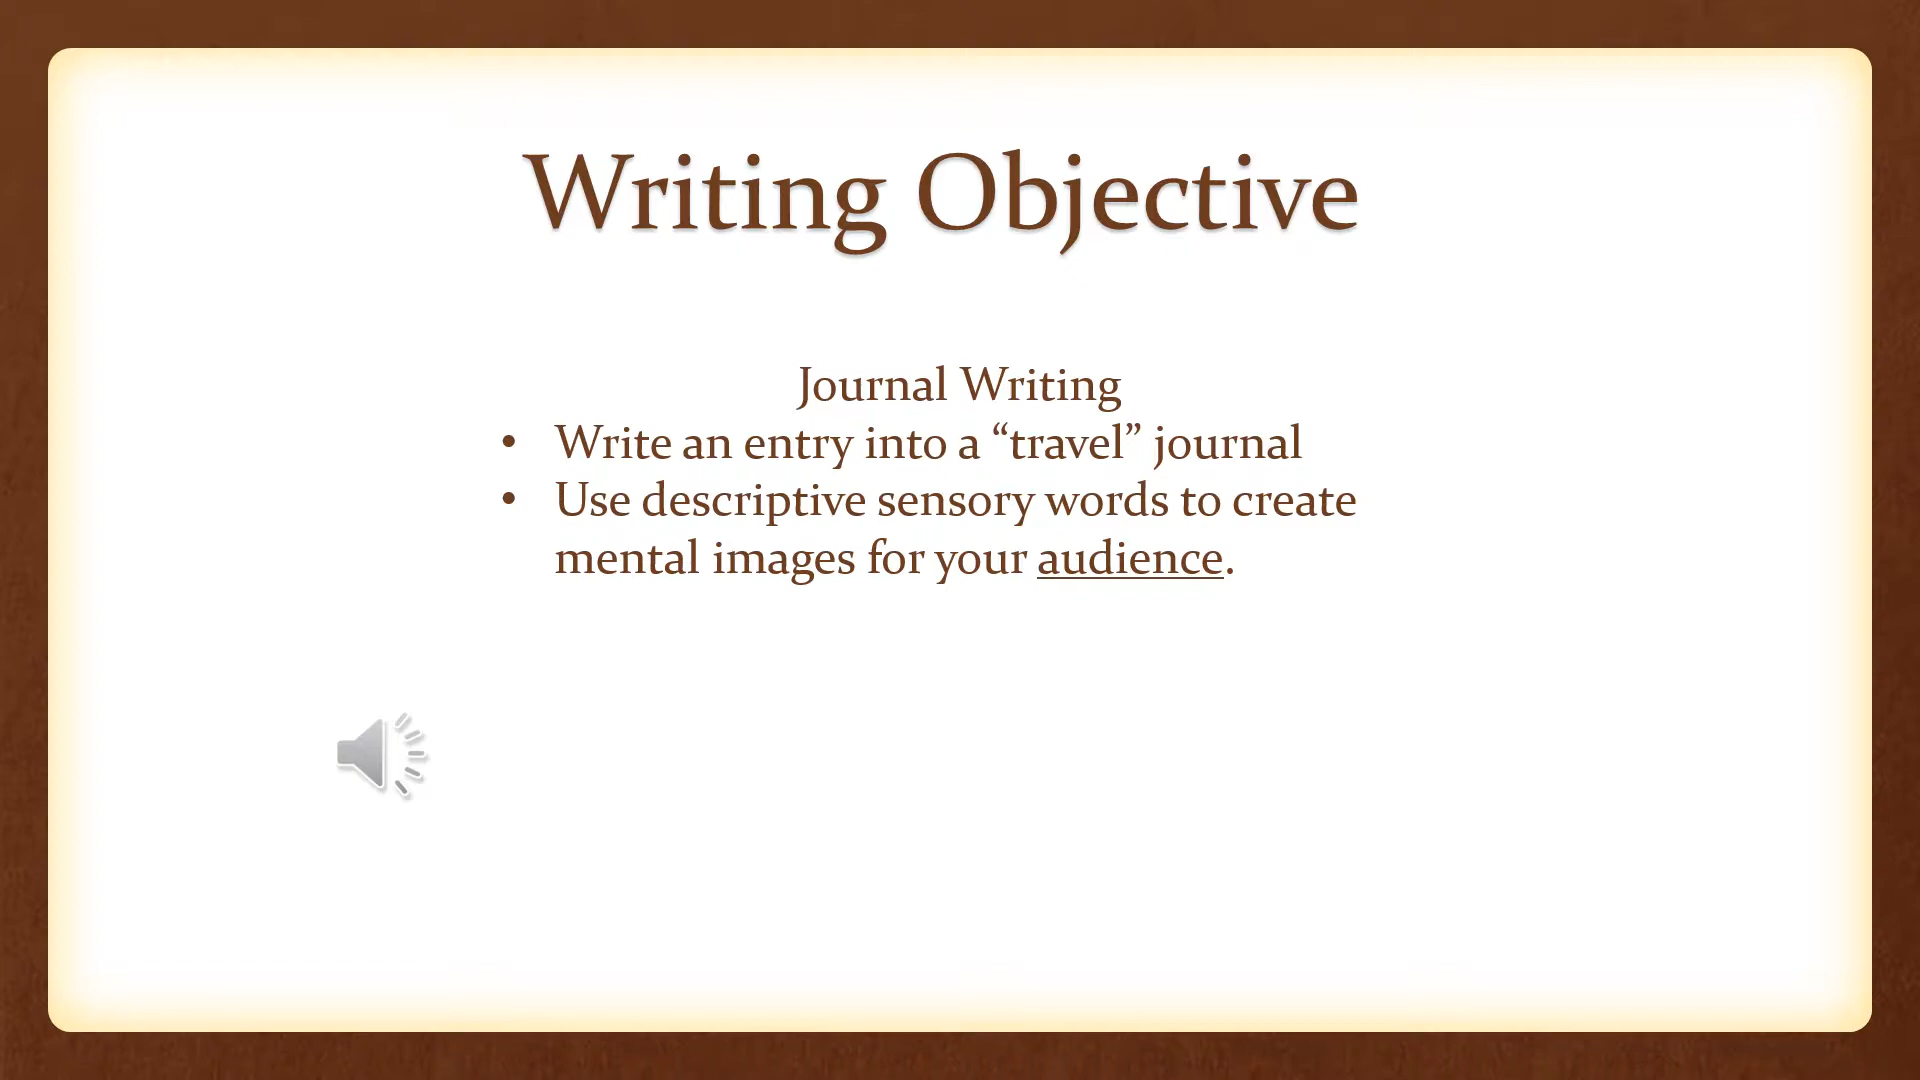 Writing Objective
Journal Writing
• Write an entry into a “travel” journal
• Use descriptive sensory words to create
mental images for your audience.